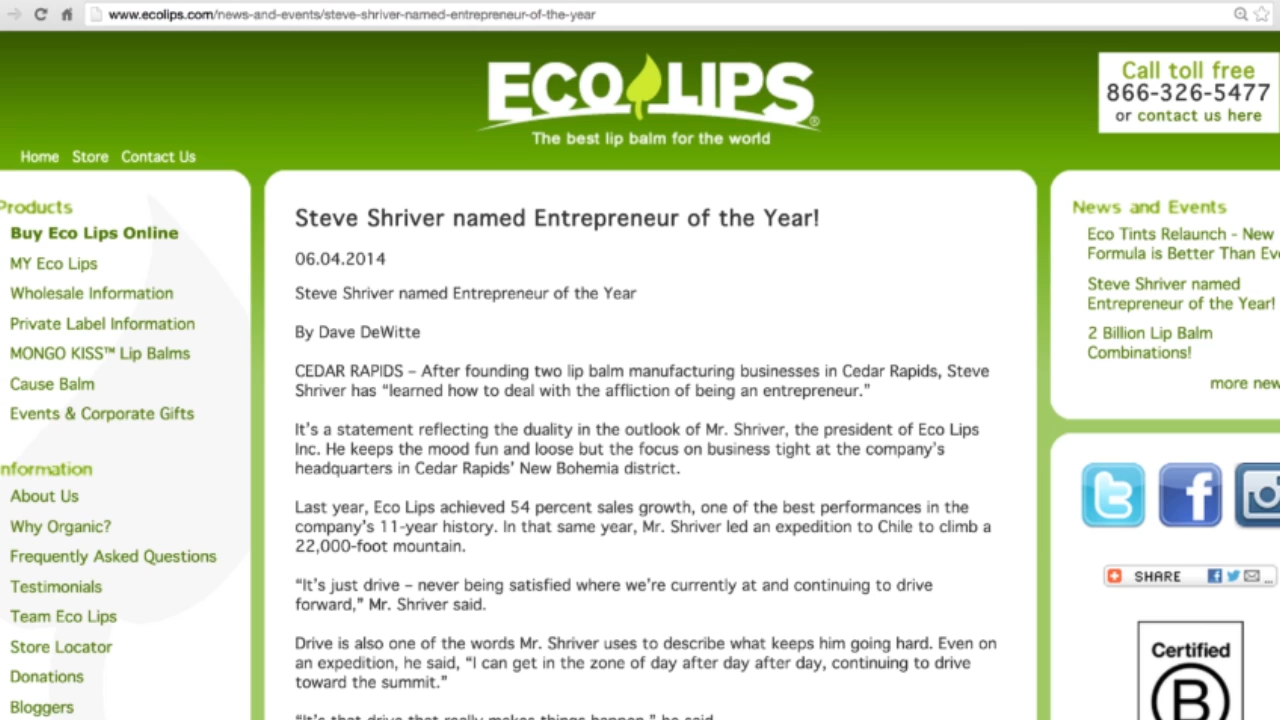 www.ecolips.com/news-and-events/steve-shriver-named-entrepreneur-of-the-year
ECO LIPS®
The best lip balm for the world
Call toll free
866-326-5477
or contact us here
Home Store Contact Us
Products
Buy Eco Lips Online
MY Eco Lips
Wholesale Information
Private Label Information
MONGO KISS™ Lip Balms
Cause Balm
Events & Corporate Gifts
nformation
About Us
Why Organic?
Frequently Asked Questions
Testimonials
Team Eco Lips
Store Locator
Donations
Bloggers
Steve Shriver named Entrepreneur of the Year!
06.04.2014
Steve Shriver named Entrepreneur of the Year
By Dave DeWitte
CEDAR RAPIDS – After founding two lip balm manufacturing businesses in Cedar Rapids, Steve
Shriver has “learned how to deal with the affliction of being an entrepreneur.”
It’s a statement reflecting the duality in the outlook of Mr. Shriver, the president of Eco Lips
Inc. He keeps the mood fun and loose but the focus on business tight at the company’s
headquarters in Cedar Rapids’ New Bohemia district.
Last year, Eco Lips achieved 54 percent sales growth, one of the best performances in the
company’s 11-year history. In that same year, Mr. Shriver led an expedition to Chile to climb a
22,000-foot mountain.
“It’s just drive – never being satisfied where we’re currently at and continuing to drive
forward,” Mr. Shriver said.
Drive is also one of the words Mr. Shriver uses to describe what keeps him going hard. Even on
an expedition, he said, “I can get in the zone of day after day after day, continuing to drive
toward the summit.”
“It’s that drive that really makes things happen,” he said.
News and Events
Eco Tints Relaunch - New
Formula is Better Than Eve
Steve Shriver named
Entrepreneur of the Year!
2 Billion Lip Balm
Combinations!
more new
SHARE
...
Certified
B